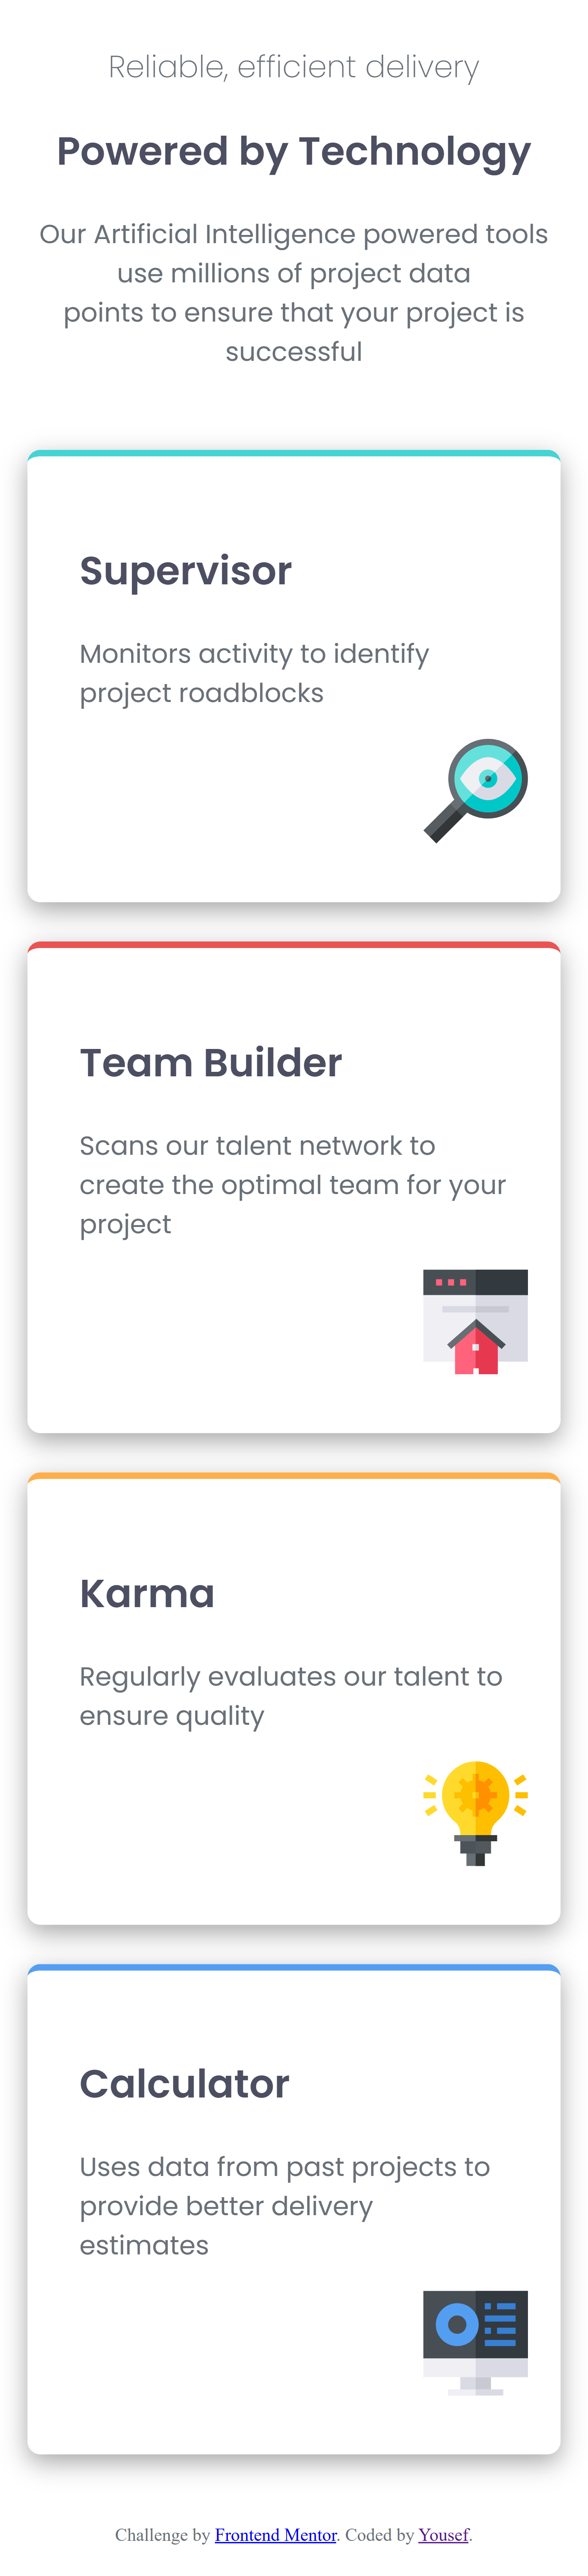 Reliable, efficient delivery
Powered by Technology
Our Artificial Intelligence powered tools
use millions of project data
points to ensure that your project is
successful
Supervisor
Monitors activity to identify
project roadblocks
Team Builder
Scans our talent network to
create the optimal team for your
project
Karma
Regularly evaluates our talent to
ensure quality
Calculator
Uses data from past projects to
provide better delivery
estimates
Challenge by Frontend Mentor. Coded by Yousef.